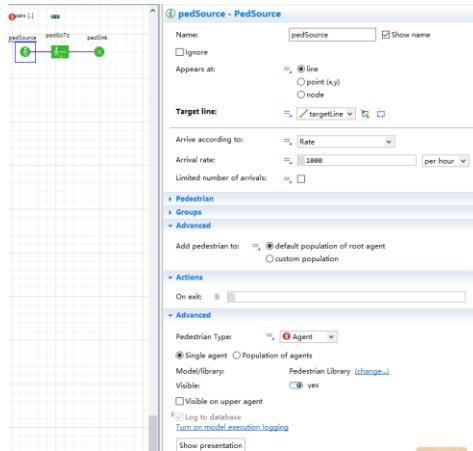 pedSource pedGoTo pedSink
pedSource - PedSource
Name: pedSource Show name
Ignore
Appears at: line
point (x,y)
node
Target line: targetLine
Arrive according to: Rate
Arrival rate: 1000 per hour
Limited number of arrivals:
Pedestrian
Groups
Advanced
Add pedestrian to: default population of root agent
custom population
Actions
On exit:
Advanced
Pedestrian Type: Agent
Single agent Population of agents
Model/library: Pedestrian Library (change...)
Visible: yes
Visible on upper agent
Log to database
Turn on model execution logging
Show presentation